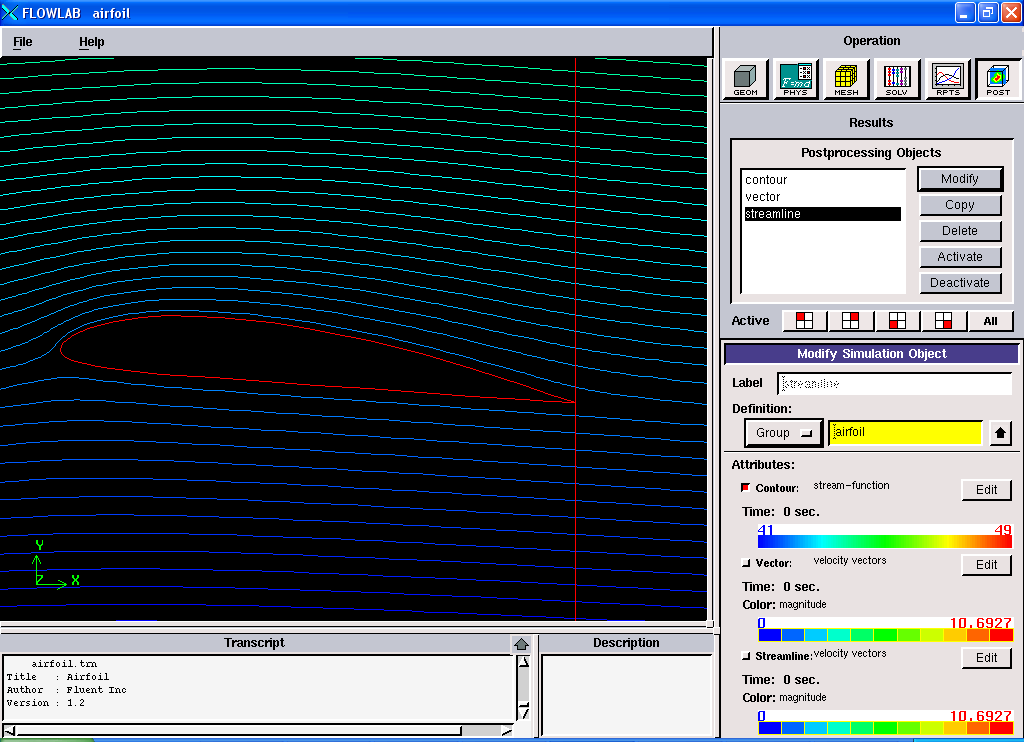 FLOWLAB airfoil
File Help
Operation
GEOM PHYS MESH SOLV RPTS POST
F=ma
Results
Postprocessing Objects
contour
vector
streamline
Modify
Copy
Delete
Activate
Deactivate
Active All
Modify Simulation Object
Label streamline
Definition:
Group airfoil
Attributes:
Contour: stream-function Edit
Time: 0 sec.
41 49
Vector: velocity vectors Edit
Time: 0 sec.
Color: magnitude
0 10.6927
Streamline: velocity vectors Edit
Time: 0 sec.
Color: magnitude
0 10.6927
Y
Z X
Transcript
airfoil.trn
Title : Airfoil
Author : Fluent Inc
Version : 1.2
Description